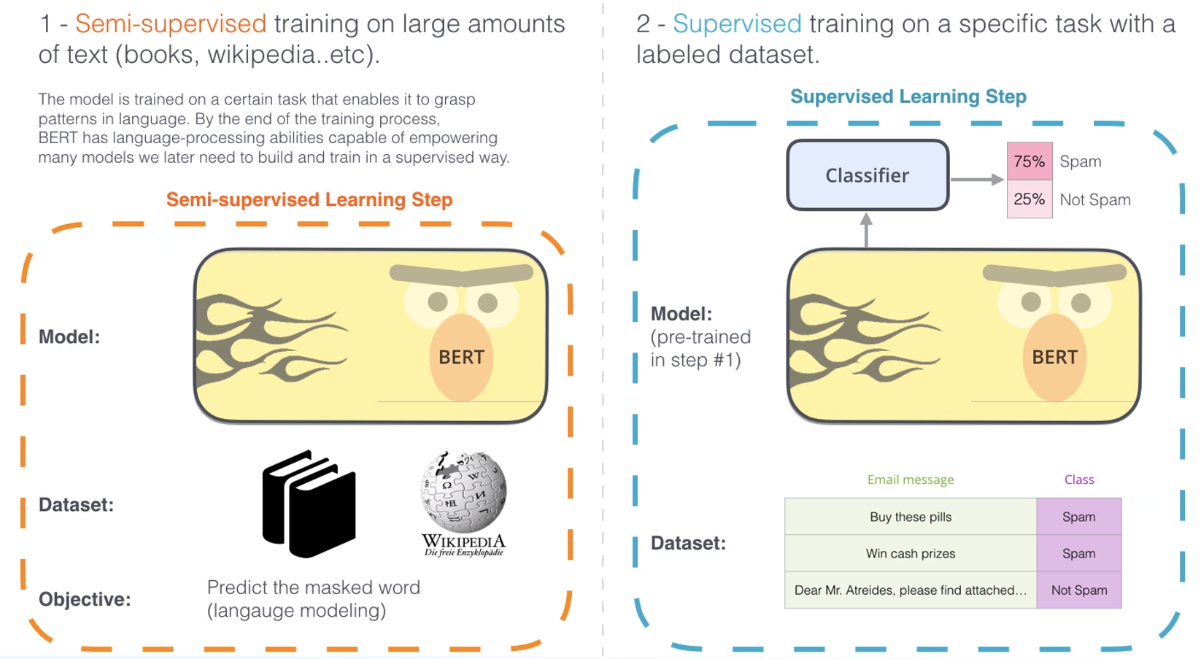 1 - Semi-supervised training on large amounts
of text (books, wikipedia..etc).
The model is trained on a certain task that enables it to grasp
patterns in language. By the end of the training process,
BERT has language-processing abilities capable of empowering
many models we later need to build and train in a supervised way.
Semi-supervised Learning Step
Model:
BERT
Dataset:
WIKIPEDIA
Die freie Enzyklopädie
Objective:
Predict the masked word
(langauge modeling)
2 - Supervised training on a specific task with a
labeled dataset.
Supervised Learning Step
Classifier
75% Spam
25% Not Spam
Model:
(pre-trained
in step #1)
BERT
Dataset:
Email message Class
Buy these pills Spam
Win cash prizes Spam
Dear Mr. Atreides, please find attached... Not Spam